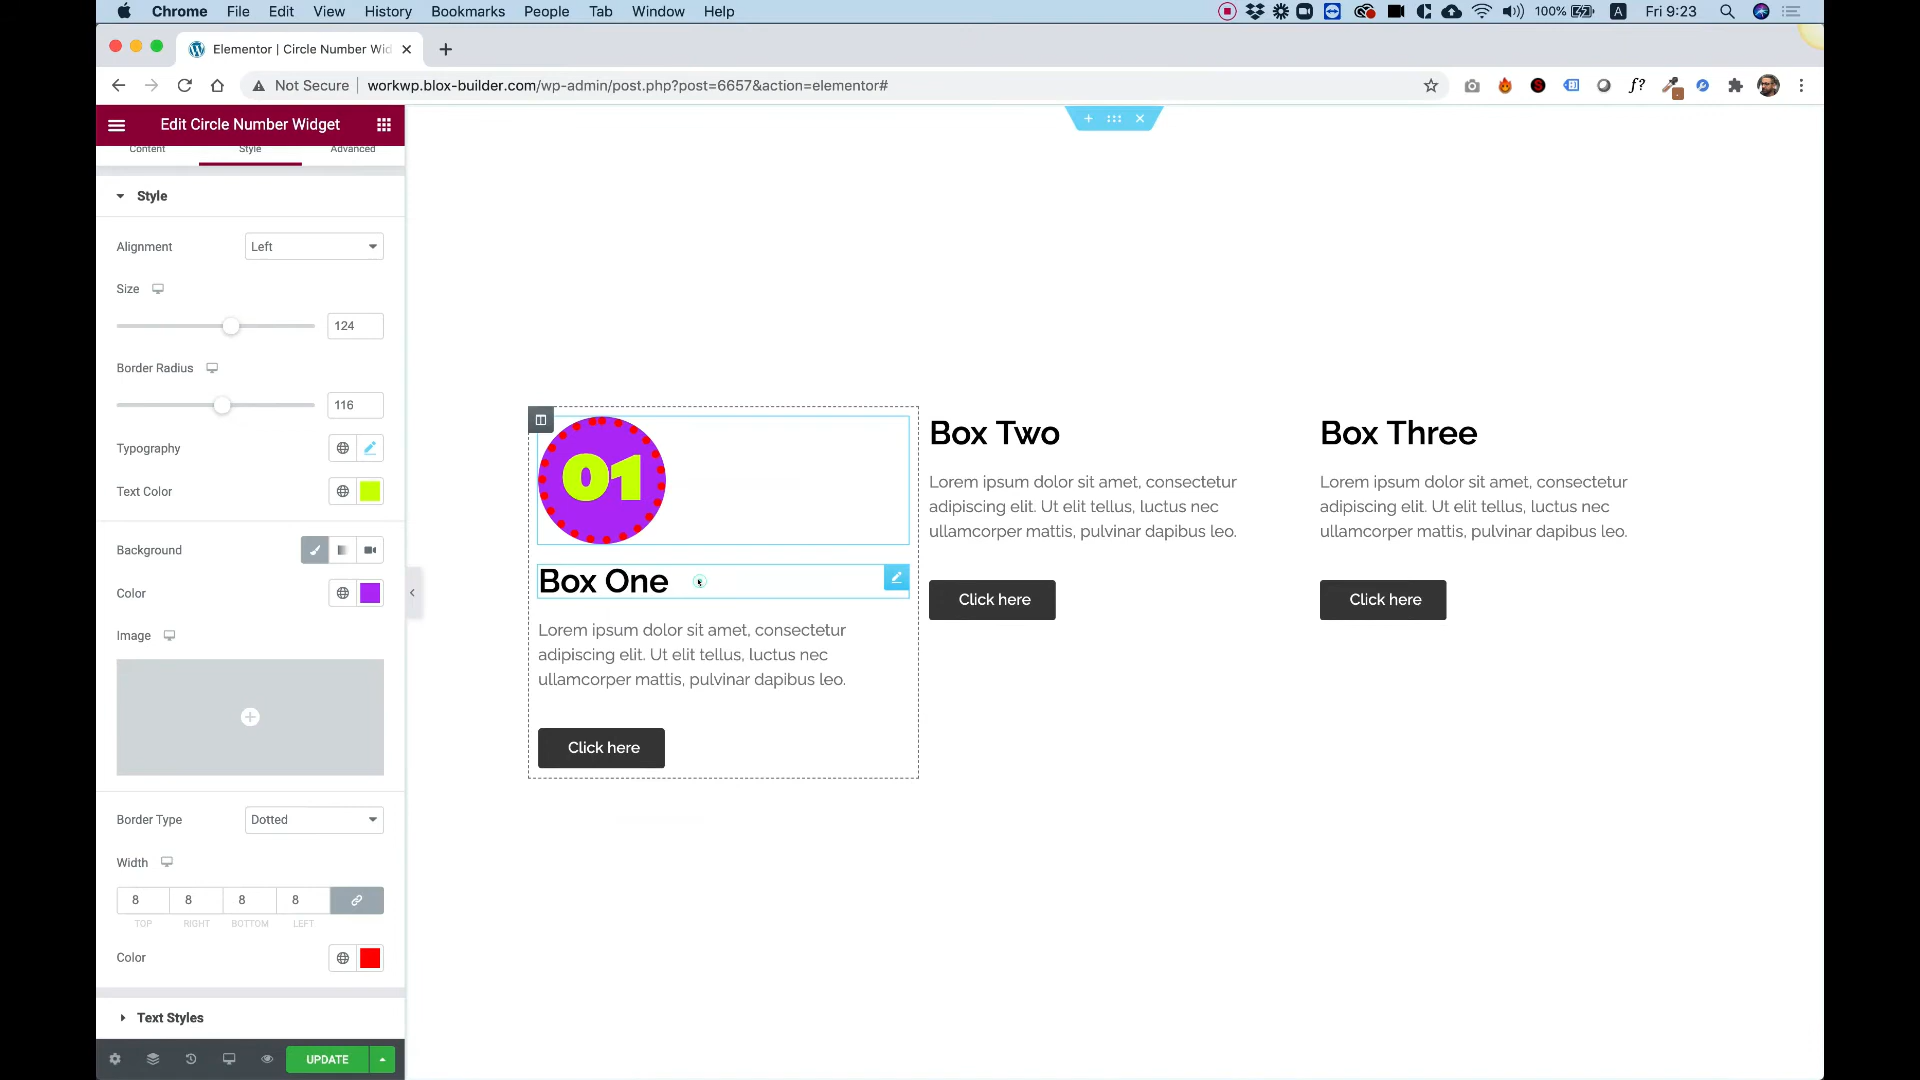 Chrome File Edit View History Bookmarks People Tab Window Help
100% A Fri 9:23
Elementor | Circle Number Wid
Not Secure workwp.blox-builder.com/wp-admin/post.php?post=6657&action=elementor#
f?
Edit Circle Number Widget
Content Style Advanced
Style
Alignment Left
Size
124
Border Radius
116
Typography
Text Color
Background
Color
Image
Border Type Dotted
Width
8 8 8 8
TOP RIGHT BOTTOM LEFT
Color
Text Styles
UPDATE
01
Box One
Lorem ipsum dolor sit amet, consectetur
adipiscing elit. Ut elit tellus, luctus nec
ullamcorper mattis, pulvinar dapibus leo.
Click here
Box Two
Lorem ipsum dolor sit amet, consectetur
adipiscing elit. Ut elit tellus, luctus nec
ullamcorper mattis, pulvinar dapibus leo.
Click here
Box Three
Lorem ipsum dolor sit amet, consectetur
adipiscing elit. Ut elit tellus, luctus nec
ullamcorper mattis, pulvinar dapibus leo.
Click here